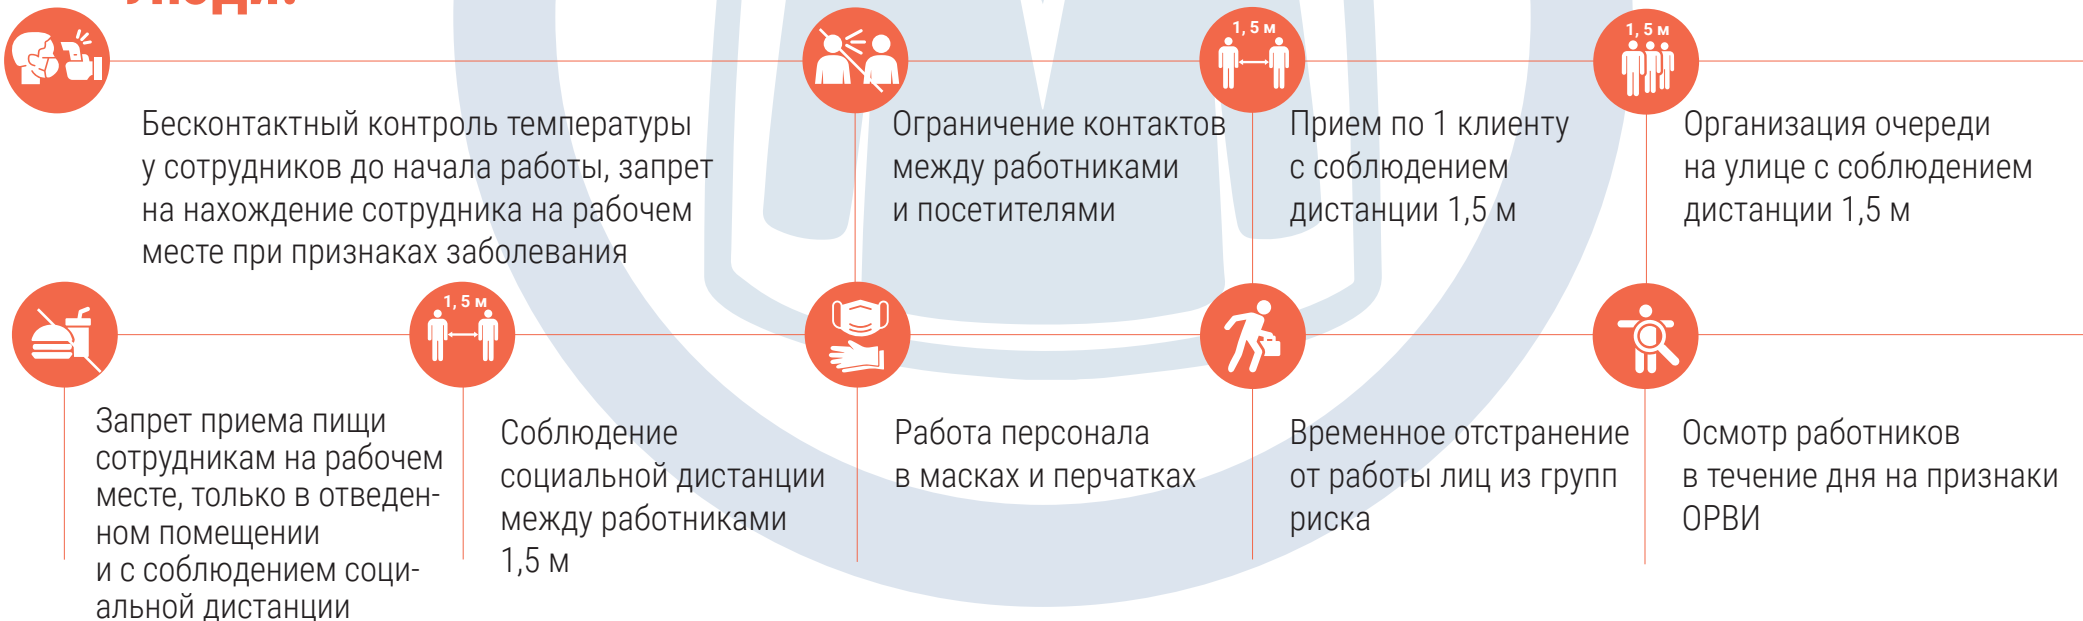 Люди:
1, 5 м
1, 5 м
Бесконтактный контроль температуры
у сотрудников до начала работы, запрет
на нахождение сотрудника на рабочем
месте при признаках заболевания
Ограничение контактов
между работниками
и посетителями
Прием по 1 клиенту
с соблюдением
дистанции 1,5 м
Организация очереди
на улице с соблюдением
дистанции 1,5 м
1, 5 м
Запрет приема пищи
сотрудникам на рабочем
месте, только в отведен-
ном помещении
и с соблюдением соци-
альной дистанции
Соблюдение
социальной дистанции
между работниками
1,5 м
Работа персонала
в масках и перчатках
Временное отстранение
от работы лиц из групп
риска
Осмотр работников
в течение дня на признаки
ОРВИ